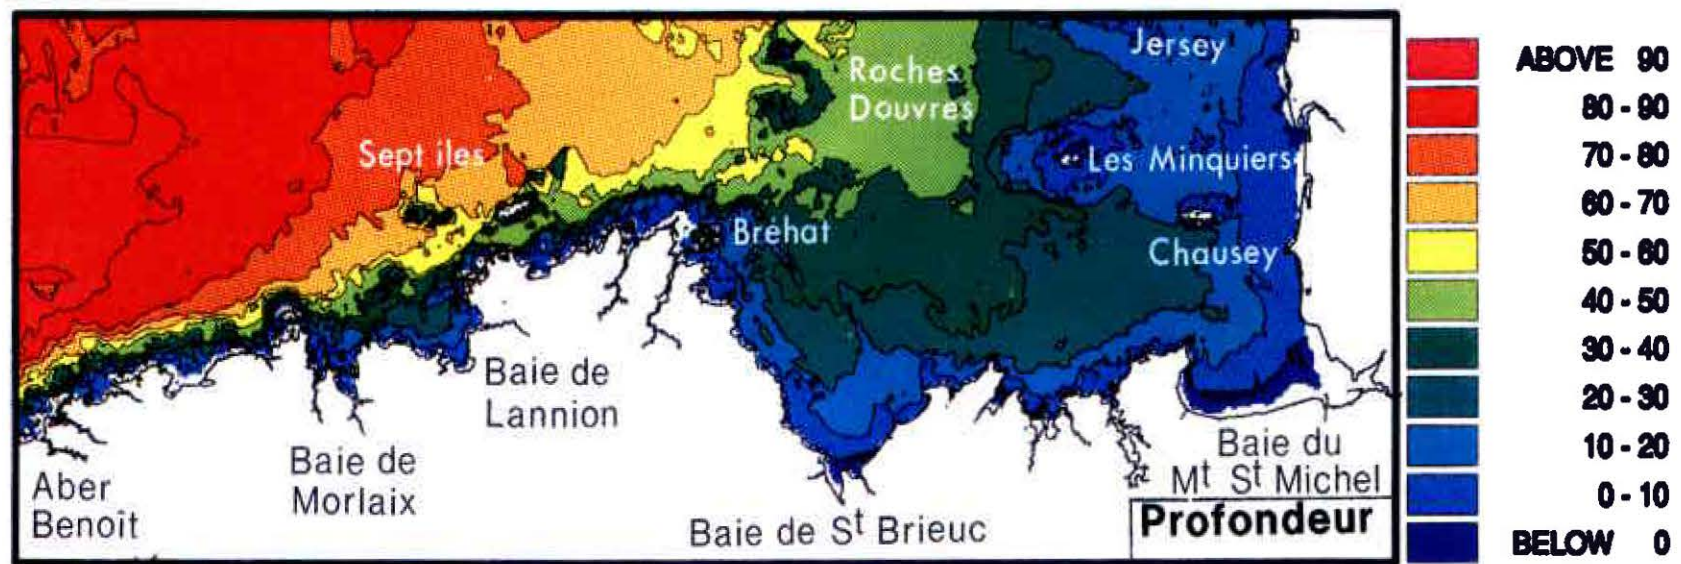 Jersey
Roches
Douvres
Sept iles
Les Minquiers
Bréhat
Chausey
Baie de
Lannion
Baie de
Morlaix
Aber
Benoît
Baie de St Brieuc
Baie du
Mt St Michel
Profondeur
ABOVE 90
80 - 90
70 - 80
60 - 70
50 - 60
40 - 50
30 - 40
20 - 30
10 - 20
0 - 10
BELOW 0